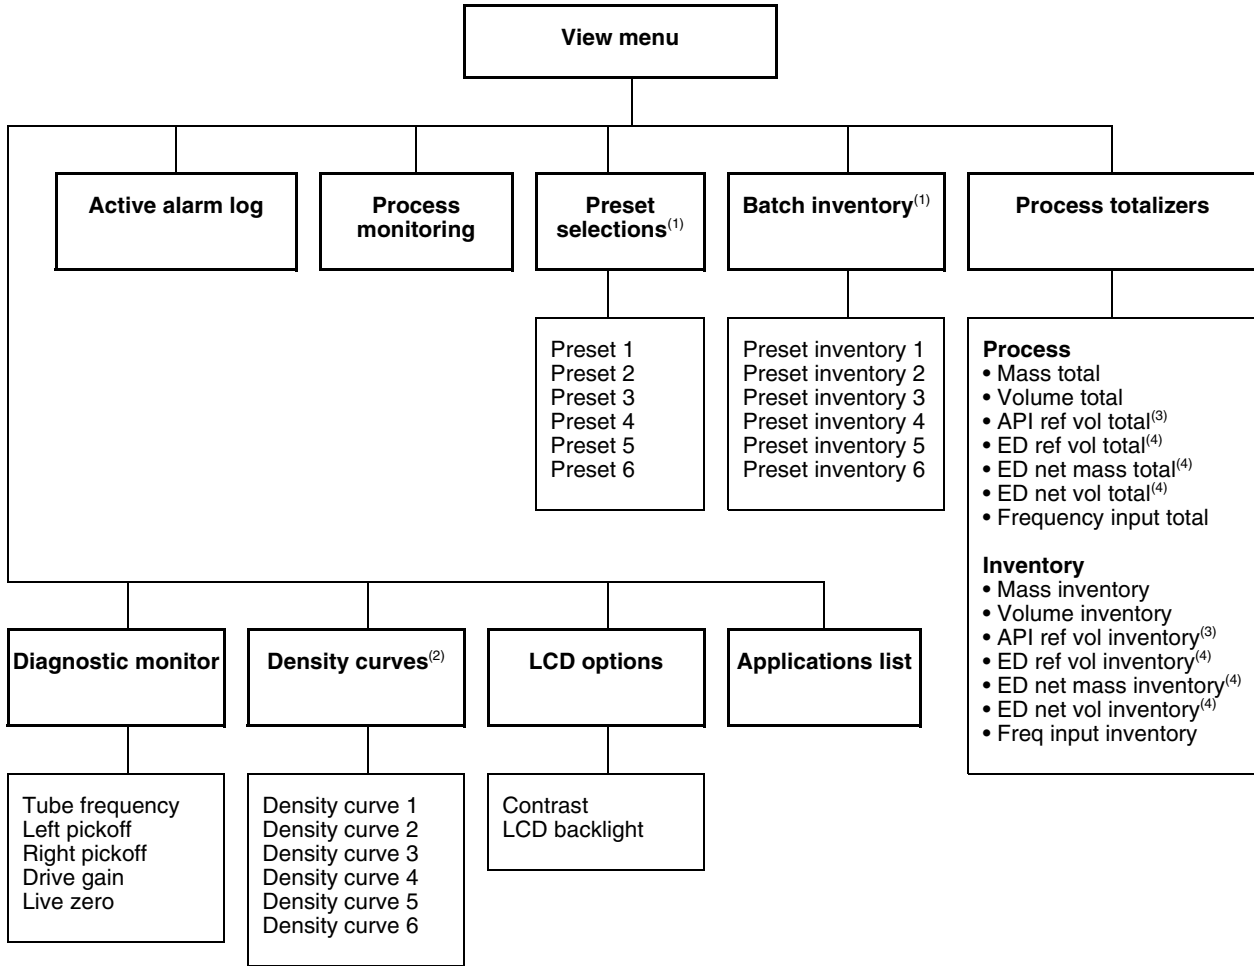 View menu
Active alarm log
Process
monitoring
Preset
selections(1)
Batch inventory(1)
Process totalizers
Preset 1
Preset 2
Preset 3
Preset 4
Preset 5
Preset 6
Preset inventory 1
Preset inventory 2
Preset inventory 3
Preset inventory 4
Preset inventory 5
Preset inventory 6
Process
• Mass total
• Volume total
• API ref vol total(3)
• ED ref vol total(4)
• ED net mass total(4)
• ED net vol total(4)
• Frequency input total
Inventory
• Mass inventory
• Volume inventory
• API ref vol inventory(3)
• ED ref vol inventory(4)
• ED net mass inventory(4)
• ED net vol inventory(4)
• Freq input inventory
Diagnostic monitor
Density curves(2)
LCD options
Applications list
Tube frequency
Left pickoff
Right pickoff
Drive gain
Live zero
Density curve 1
Density curve 2
Density curve 3
Density curve 4
Density curve 5
Density curve 6
Contrast
LCD backlight